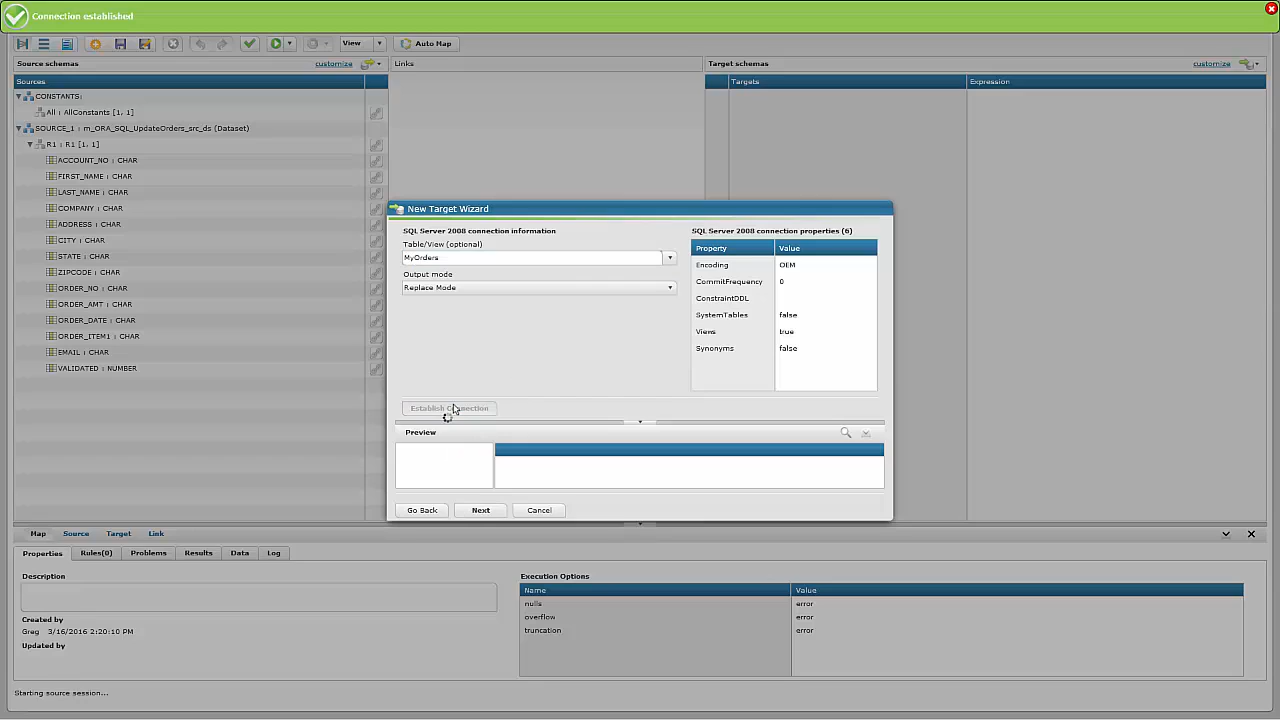 Connection established
View
Auto Map
Source schemas
customize
Links
Target schemas
customize
Sources
Targets
Expression
CONSTANTS:
All : AllConstants [1, 1]
SOURCE_1 : m_ORA_SQL_UpdateOrders_src_ds (Dataset)
R1 : R1 [1, 1]
ACCOUNT_NO : CHAR
FIRST_NAME : CHAR
LAST_NAME : CHAR
COMPANY : CHAR
ADDRESS : CHAR
CITY : CHAR
STATE : CHAR
ZIPCODE : CHAR
ORDER_NO : CHAR
ORDER_AMT : CHAR
ORDER_DATE : CHAR
ORDER_ITEM1 : CHAR
EMAIL : CHAR
VALIDATED : NUMBER
New Target Wizard
SQL Server 2008 connection information
Table/View (optional)
MyOrders
Output mode
Replace Mode
SQL Server 2008 connection properties (6)
Property Value
Encoding OEM
CommitFrequency 0
ConstraintDDL
SystemTables false
Views true
Synonyms false
Establish Connection
Preview
Go Back Next Cancel
Map Source Target Link
Properties Rules(0) Problems Results Data Log
Description
Created by
Greg 3/16/2016 2:20:10 PM
Updated by
Execution Options
Name Value
nulls error
overflow error
truncation error
Starting source session...